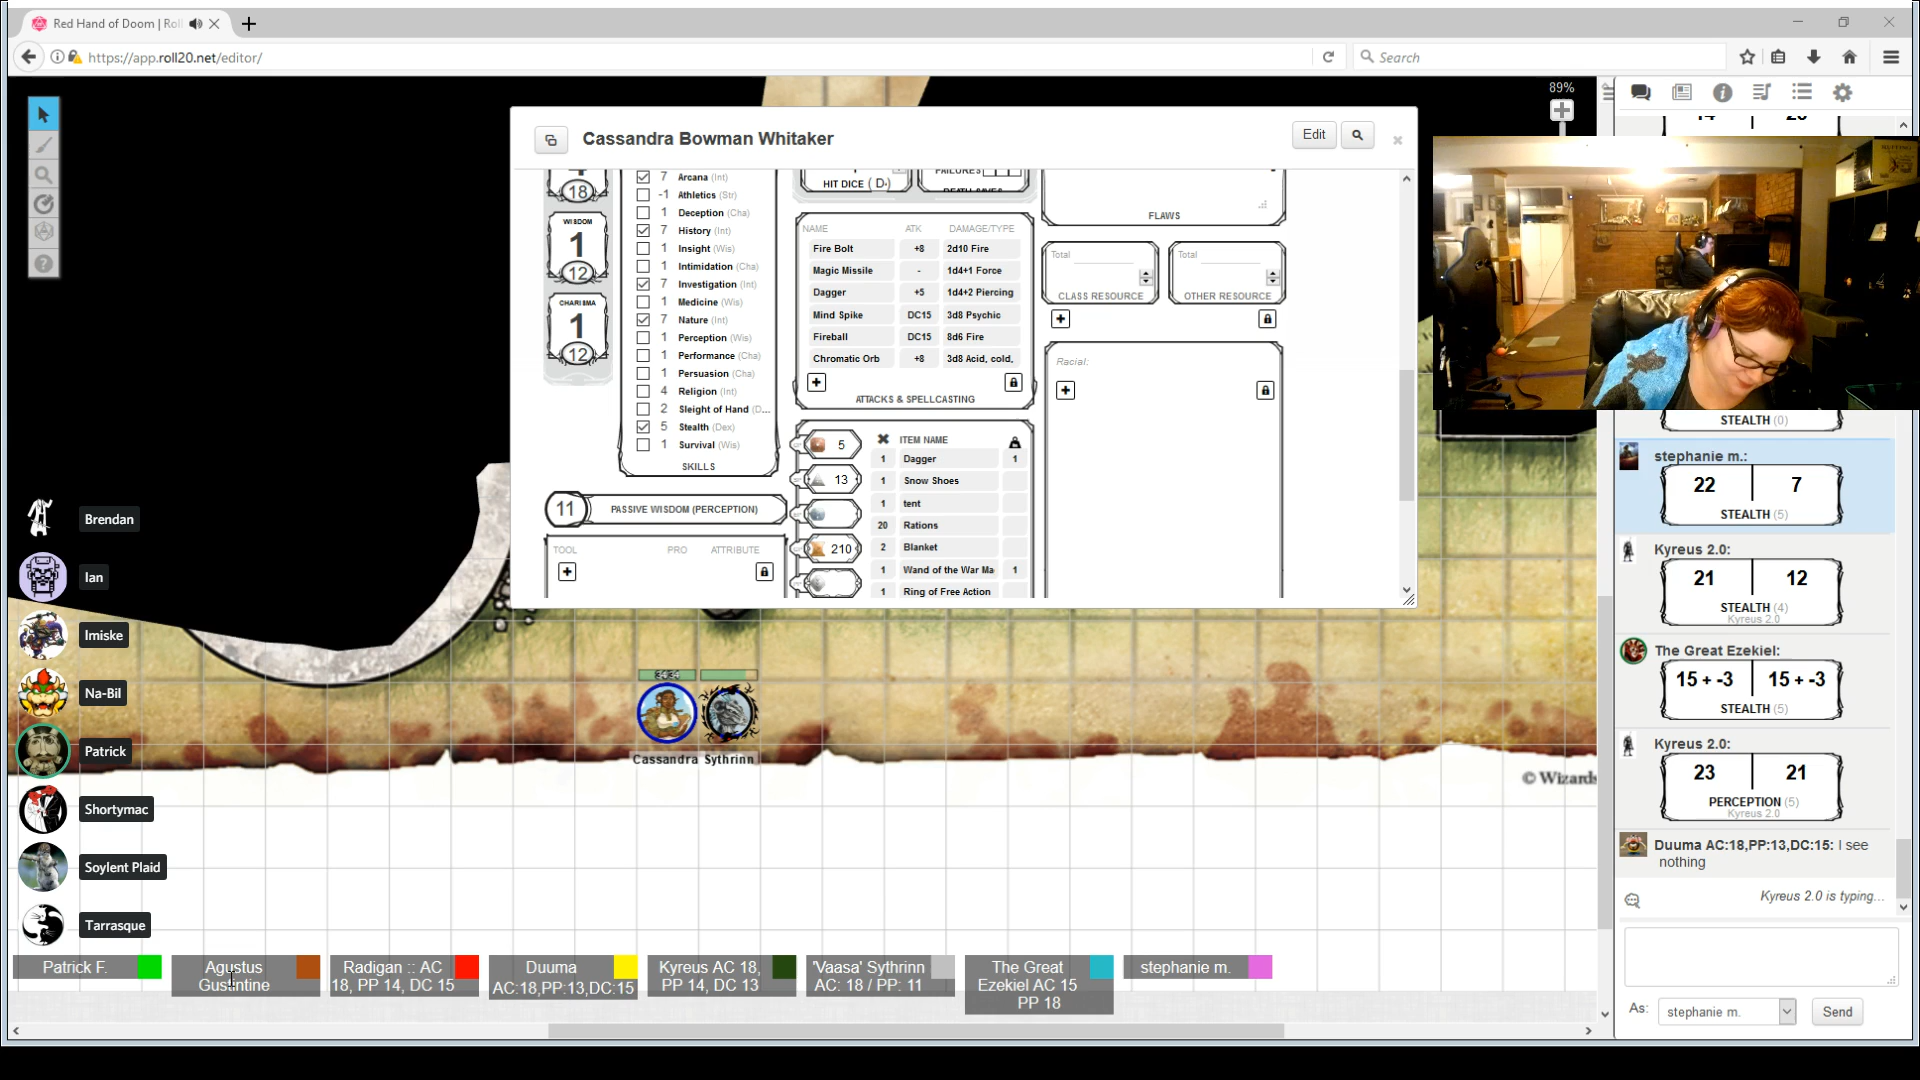 Red Hand of Doom | Rol
https://app.roll20.net/editor/
Search
89%
Cassandra Bowman Whitaker
Edit
18
WISDOM
1
12
CHARISMA
1
12
7 Arcana (Int)
-1 Athletics (Str)
1 Deception (Cha)
7 History (Int)
1 Insight (Wis)
1 Intimidation (Cha)
7 Investigation (Int)
1 Medicine (Wis)
7 Nature (Int)
1 Perception (Wis)
1 Performance (Cha)
1 Persuasion (Cha)
4 Religion (Int)
2 Sleight of Hand (D...
5 Stealth (Dex)
1 Survival (Wis)
SKILLS
11 PASSIVE WISDOM (PERCEPTION)
TOOL PRO ATTRIBUTE
HIT DICE ( D
FAILURES
DEATH SAVES
NAME ATK DAMAGE/TYPE
Fire Bolt +8 2d10 Fire
Magic Missile - 1d4+1 Force
Dagger +5 1d4+2 Piercing
Mind Spike DC15 3d8 Psychic
Fireball DC15 8d6 Fire
Chromatic Orb +8 3d8 Acid, cold,
ATTACKS & SPELLCASTING
5
13
210
ITEM NAME
1 Dagger 1
1 Snow Shoes
1 tent
20 Rations
2 Blanket
1 Wand of the War Ma 1
1 Ring of Free Action
FLAWS
Total
CLASS RESOURCE
Total
OTHER RESOURCE
Racial:
Brendan
Ian
Imiske
Na-Bil
Patrick
Shortymac
Soylent Plaid
Tarrasque
Cassandra Sythrinn
© Wizards
Patrick F.
Agustus
Gustintine
Radigan :: AC
18, PP 14, DC 15
Duuma
AC:18,PP:13,DC:15
Kyreus AC 18,
PP 14, DC 13
'Vaasa' Sythrinn
AC: 18 / PP: 11
The Great
Ezekiel AC 15
PP 18
stephanie m.
STEALTH (0)
stephanie m.:
22 7
STEALTH (5)
Kyreus 2.0:
21 12
STEALTH (4)
Kyreus 2.0
The Great Ezekiel:
15 + -3 15 + -3
STEALTH (5)
Kyreus 2.0:
23 21
PERCEPTION (5)
Kyreus 2.0
Duuma AC:18,PP:13,DC:15: I see
nothing
Kyreus 2.0 is typing...
As: stephanie m. Send